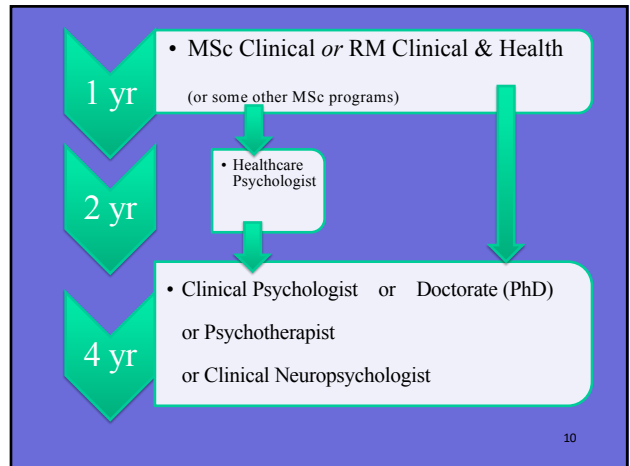 • MSc Clinical or RM Clinical & Health
(or some other MSc programs)
1 yr
• Healthcare
Psychologist
2 yr
• Clinical Psychologist or Doctorate (PhD)
or Psychotherapist
or Clinical Neuropsychologist
4 yr
10